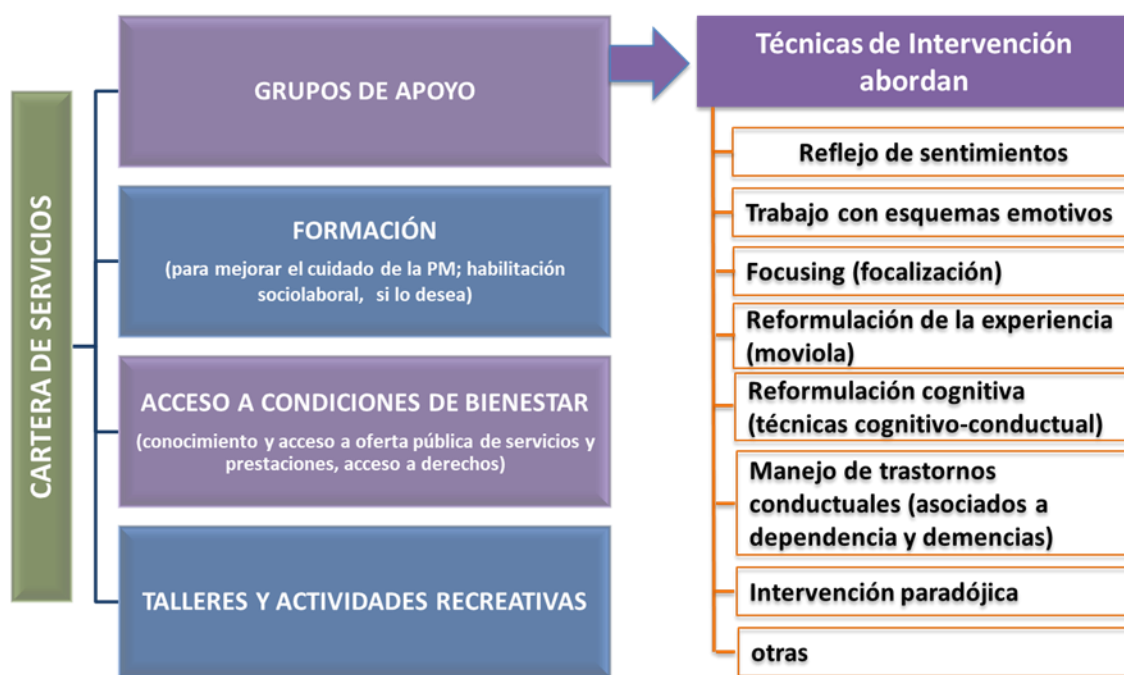 CARTERA DE SERVICIOS
GRUPOS DE APOYO
FORMACIÓN
(para mejorar el cuidado de la PM; habilitación
sociolaboral, si lo desea)
ACCESO A CONDICIONES DE BIENESTAR
(conocimiento y acceso a oferta pública de servicios y
prestaciones, acceso a derechos)
TALLERES Y ACTIVIDADES RECREATIVAS
Técnicas de Intervención
abordan
Reflejo de sentimientos
Trabajo con esquemas emotivos
Focusing (focalización)
Reformulación de la experiencia
(moviola)
Reformulación cognitiva
(técnicas cognitivo-conductual)
Manejo de trastornos
conductuales (asociados a
dependencia y demencias)
Intervención paradójica
otras